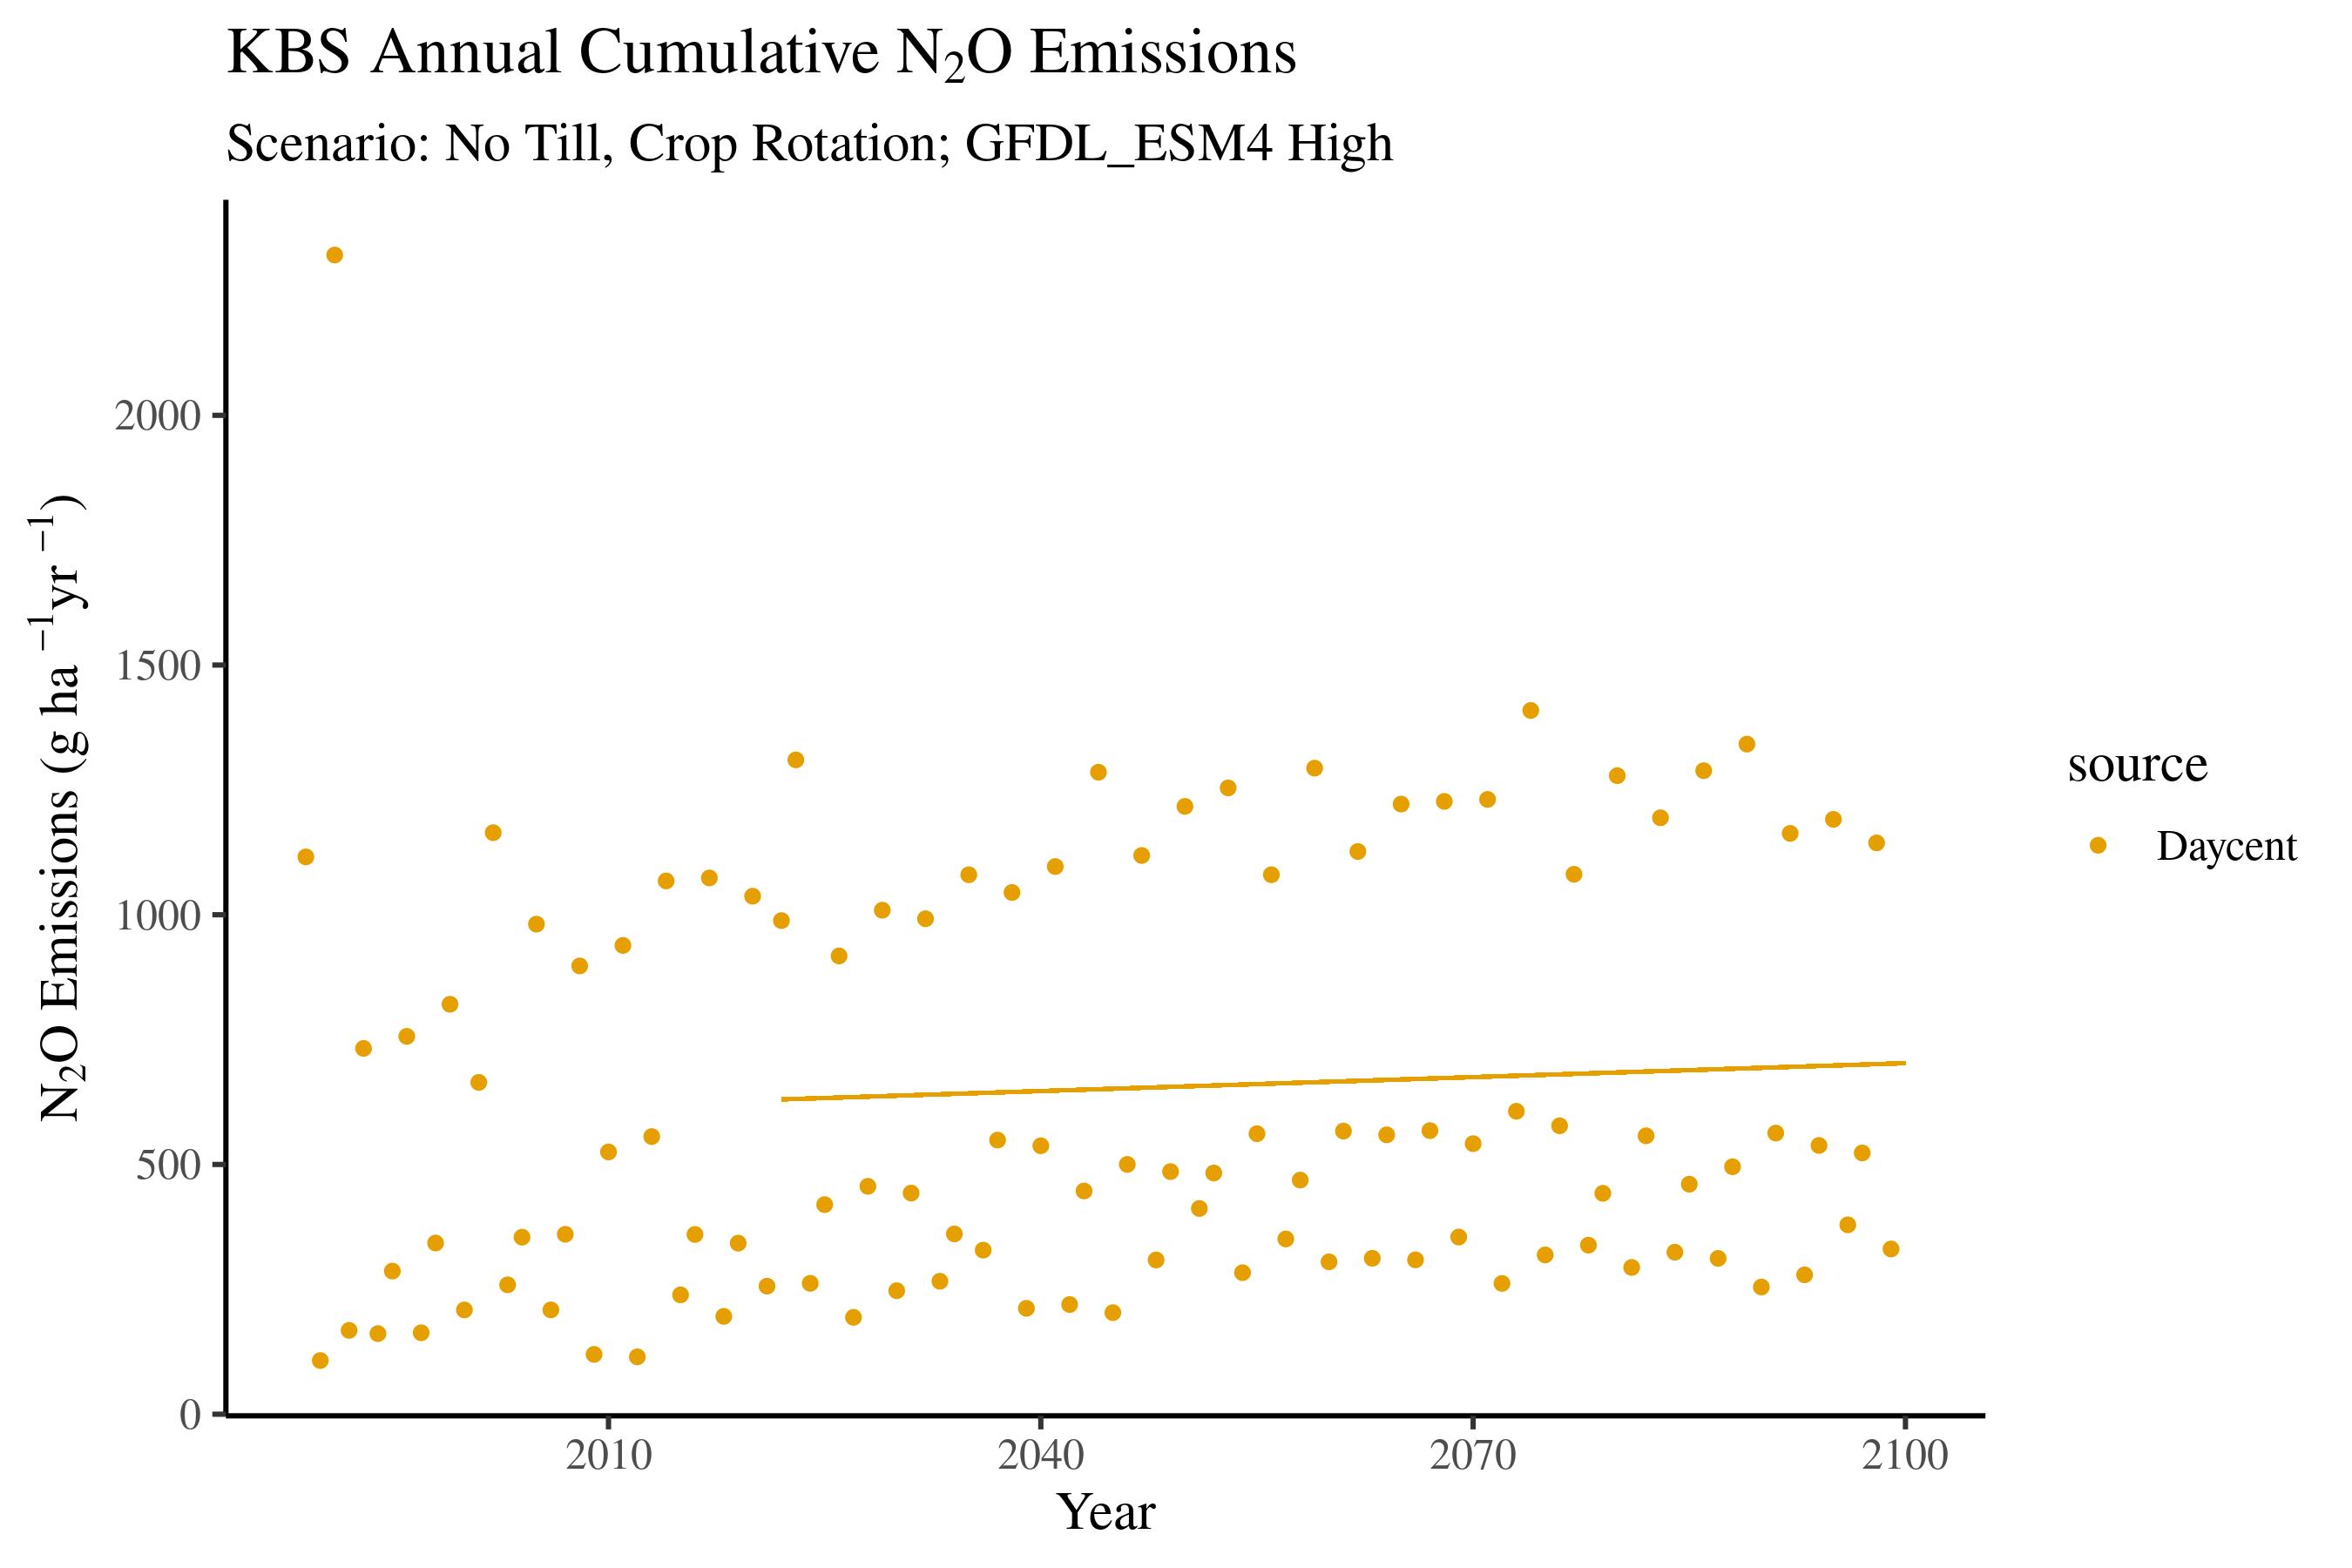 KBS Annual Cumulative N₂O Emissions
Scenario: No Till, Crop Rotation; GFDL_ESM4 High
N₂O Emissions (g ha⁻¹yr⁻¹)
2000
1500
1000
500
0
2010 2040 2070 2100
Year
source
Daycent